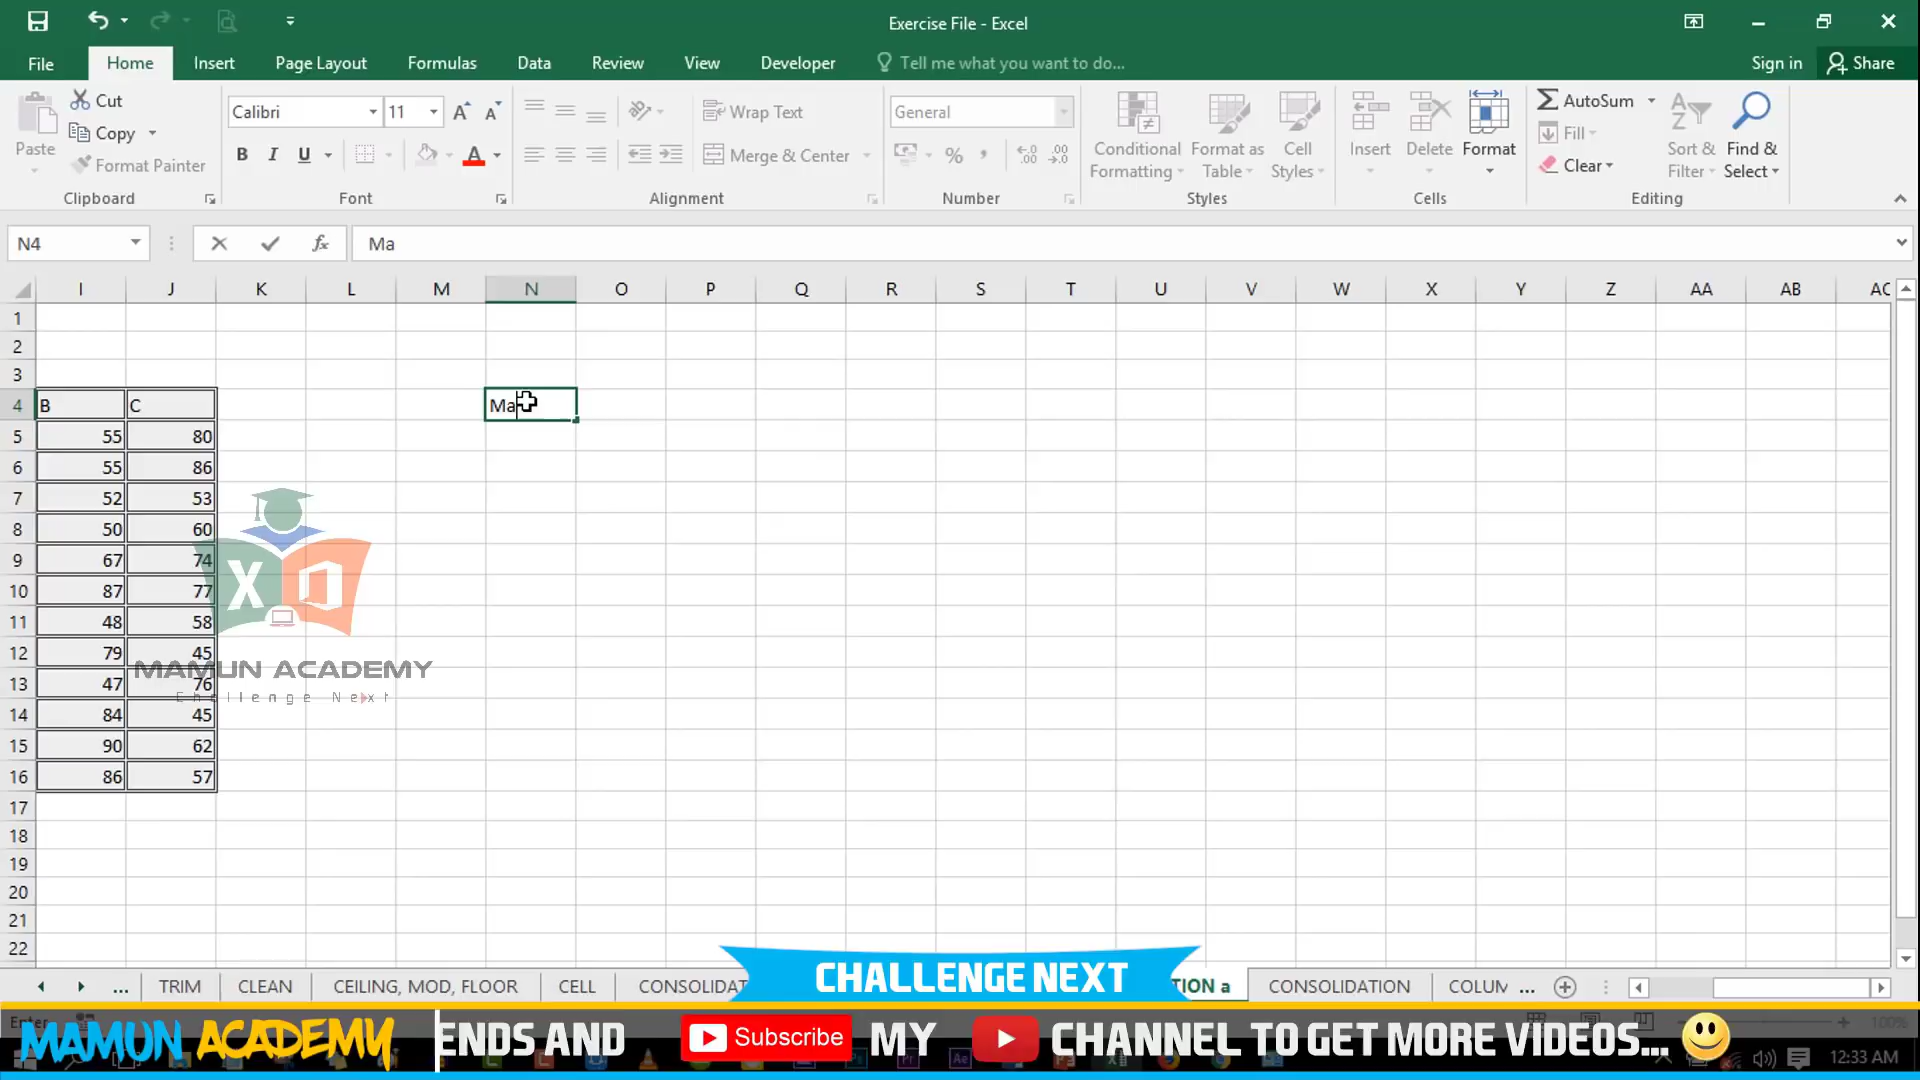 Exercise File - Excel
File Home Insert Page Layout Formulas Data Review View Developer Tell me what you want to do... Sign in Share
Cut
Copy
Format Painter
Paste
Clipboard
Calibri 11
B I U
Font
Wrap Text
Merge & Center
Alignment
General
Number
Conditional Formatting
Format as Table
Cell Styles
Styles
Insert
Delete
Format
Cells
AutoSum
Fill
Clear
Sort & Filter
Find & Select
Editing
N4 Ma
I J K L M N O P Q R S T U V W X Y Z AA AB AC
1
2
3
4 B C Ma
5 55 80
6 55 86
7 52 53
8 50 60
9 67 74
10 87 77
11 48 58
12 79 45
13 47 76
14 84 45
15 90 62
16 86 57
17
18
19
20
21
22
MAMUN ACADEMY
Challenge Next
... TRIM CLEAN CEILING, MOD, FLOOR CELL CONSOLIDAT TION a CONSOLIDATION COLUM ...
CHALLENGE NEXT
Enter 100%
MAMUN ACADEMY ENDS AND Subscribe MY CHANNEL TO GET MORE VIDEOS...
12:33 AM